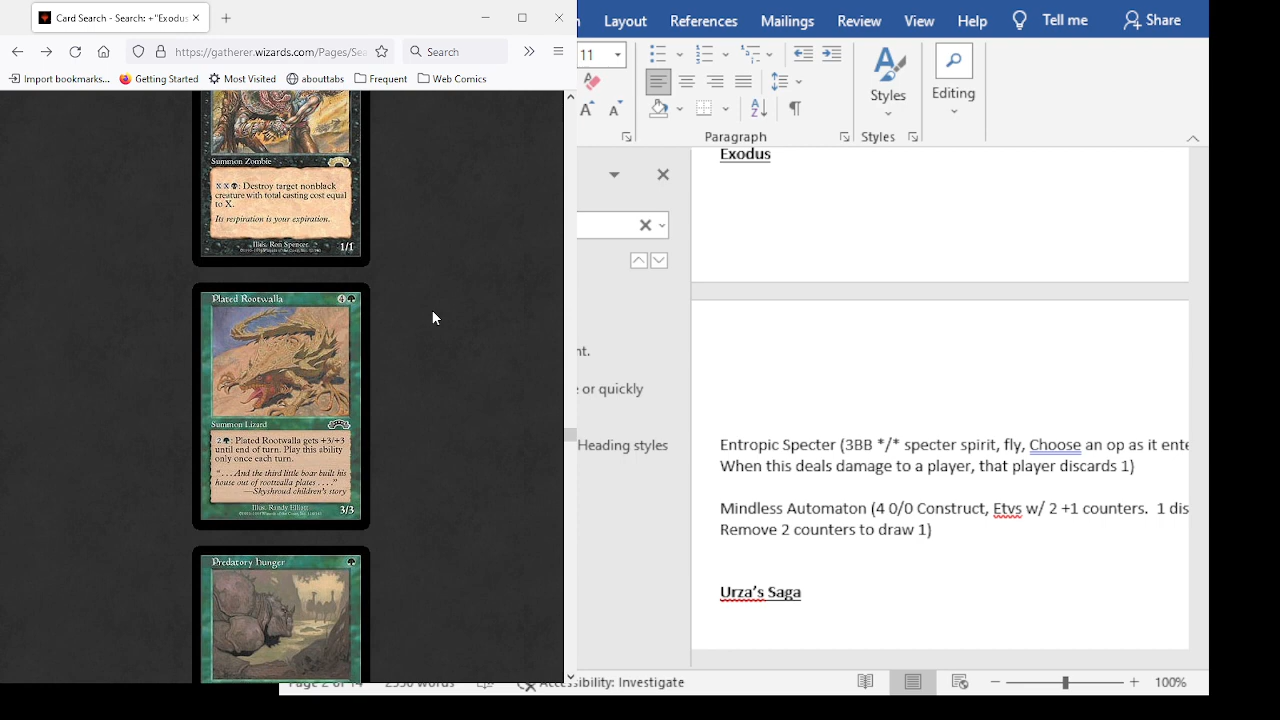 Card Search - Search: +"Exodus
https://gatherer.wizards.com/Pages/Sea
Search
Import bookmarks...
Getting Started
Most Visited
abouttabs
Frequent
Web Comics
Summon Zombie
X X : Destroy target nonblack
creature with total casting cost equal
to X.
Its respiration is your expiration.
Illus. Ron Spencer
1/1
Plated Rootwalla 4
Summon Lizard
2 : Plated Rootwalla gets +3/+3
until end of turn. Play this ability
only once each turn.
". . . And the third little boar built his
house out of rootwalla plates . . . ."
—Skyshroud children's story
Illus. Randy Elliott
3/3
Predatory Hunger
Layout References Mailings Review View Help Tell me Share
11
Styles
Editing
Paragraph
Styles
nt.
e or quickly
Heading styles
Exodus
Entropic Specter (3BB */* specter spirit, fly, Choose an op as it ente
When this deals damage to a player, that player discards 1)
Mindless Automaton (4 0/0 Construct, Etvs w/ 2 +1 counters.  1 dis
Remove 2 counters to draw 1)
Urza's Saga
Page 2 of 14
2530 words
Accessibility: Investigate
100%